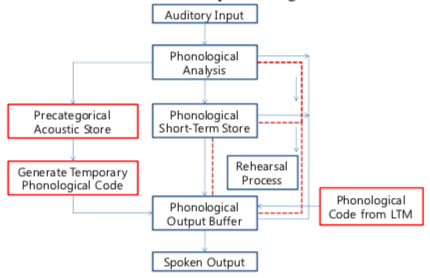 Auditory Input
Phonological
Analysis
Precategorical
Acoustic Store
Phonological
Short-Term Store
Generate Temporary
Phonological Code
Rehearsal
Process
Phonological
Output Buffer
Phonological
Code from LTM
Spoken Output